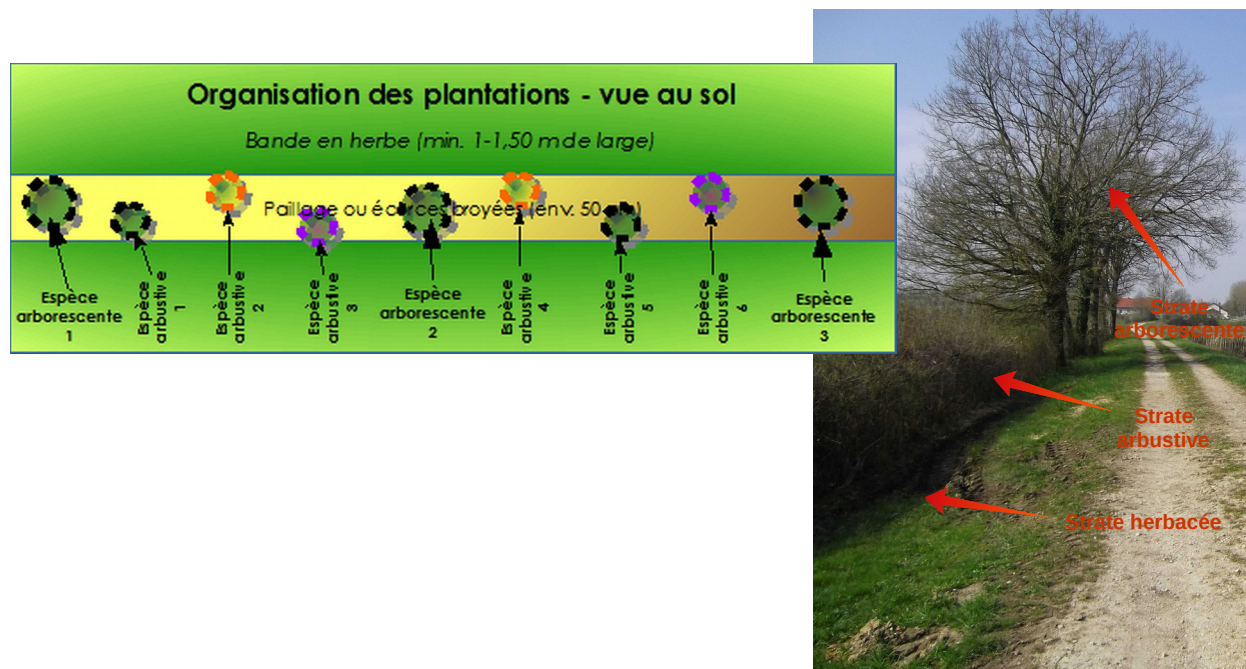 Organisation des plantations - vue au sol
Bande en herbe (min. 1-1,50 m de large)
Paillage ou écorces broyées (env. 50 cm)
Espèce
arborescente
1
Espèce
arbustive
1
Espèce
arbustive
2
Espèce
arbustive
3
Espèce
arborescente
2
Espèce
arbustive
4
Espèce
arbustive
5
Espèce
arbustive
6
Espèce
arborescente
3
Strate
arborescente
Strate
arbustive
Strate herbacée